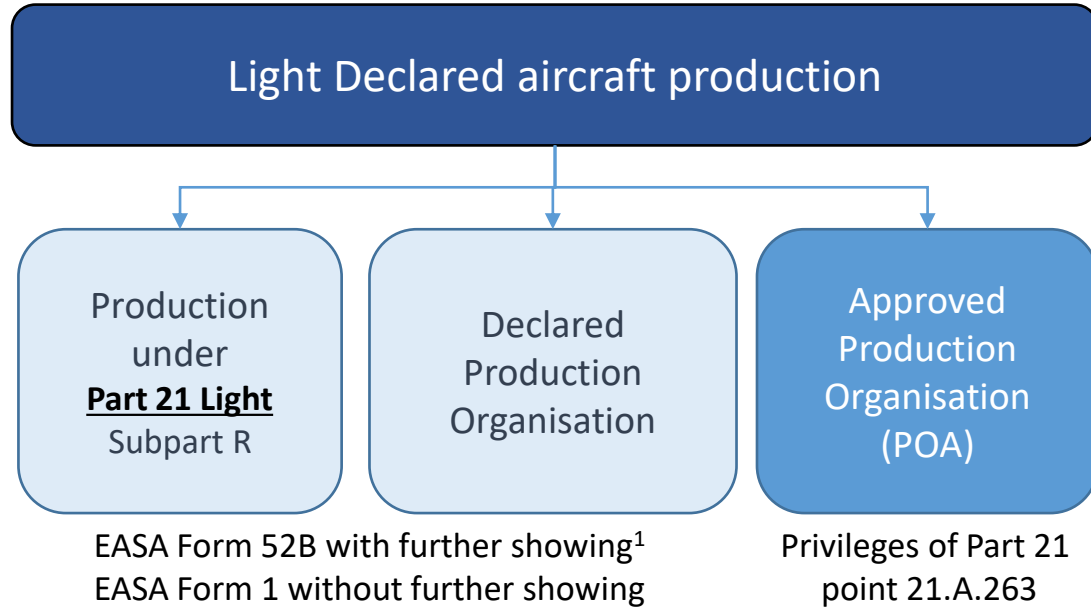 Light Declared aircraft production
Production
under
Part 21 Light
Subpart R
Declared
Production
Organisation
Approved
Production
Organisation
(POA)
EASA Form 52B with further showing¹
EASA Form 1 without further showing
Privileges of Part 21
point 21.A.263